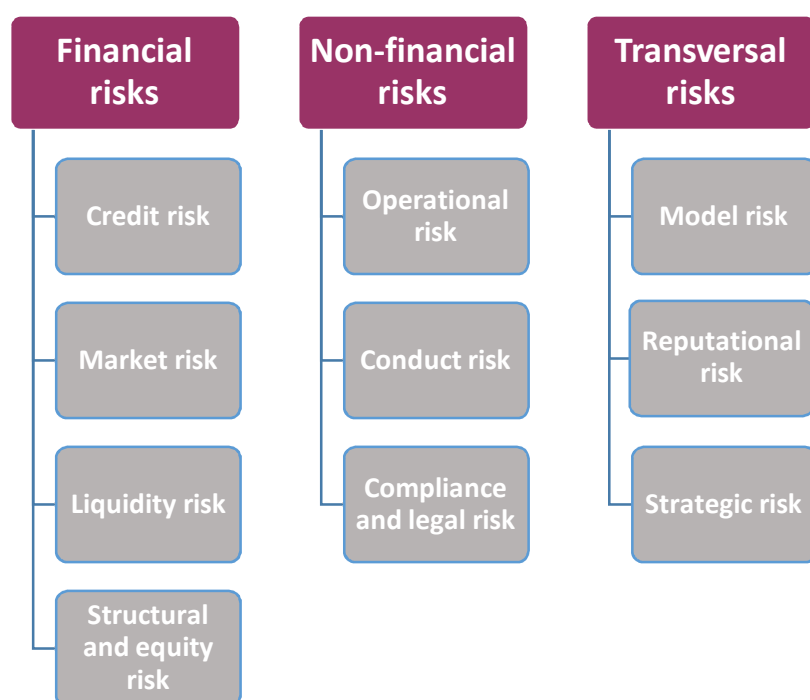 Financial
risks
Credit risk
Market risk
Liquidity risk
Structural
and equity
risk
Non-financial
risks
Operational
risk
Conduct risk
Compliance
and legal risk
Transversal
risks
Model risk
Reputational
risk
Strategic risk